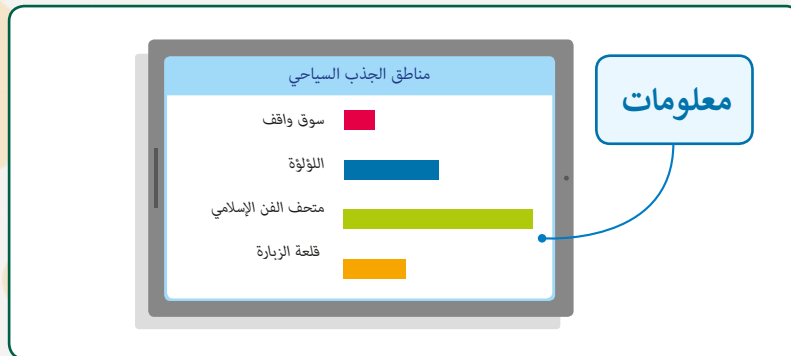 مناطق الجذب السياحي
سوق واقف
اللؤلؤة
متحف الفن الإسلامي
قلعة الزبارة
معلومات